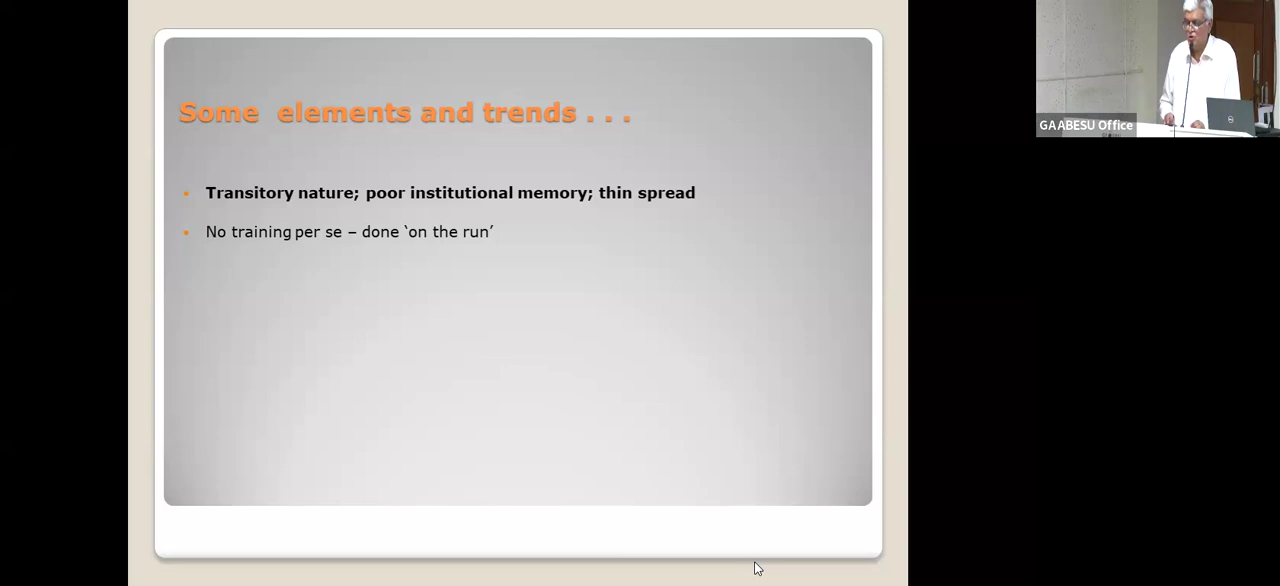 Some elements and trends . . .
• Transitory nature; poor institutional memory; thin spread
• No training per se – done ‘on the run’
GAABESU Office